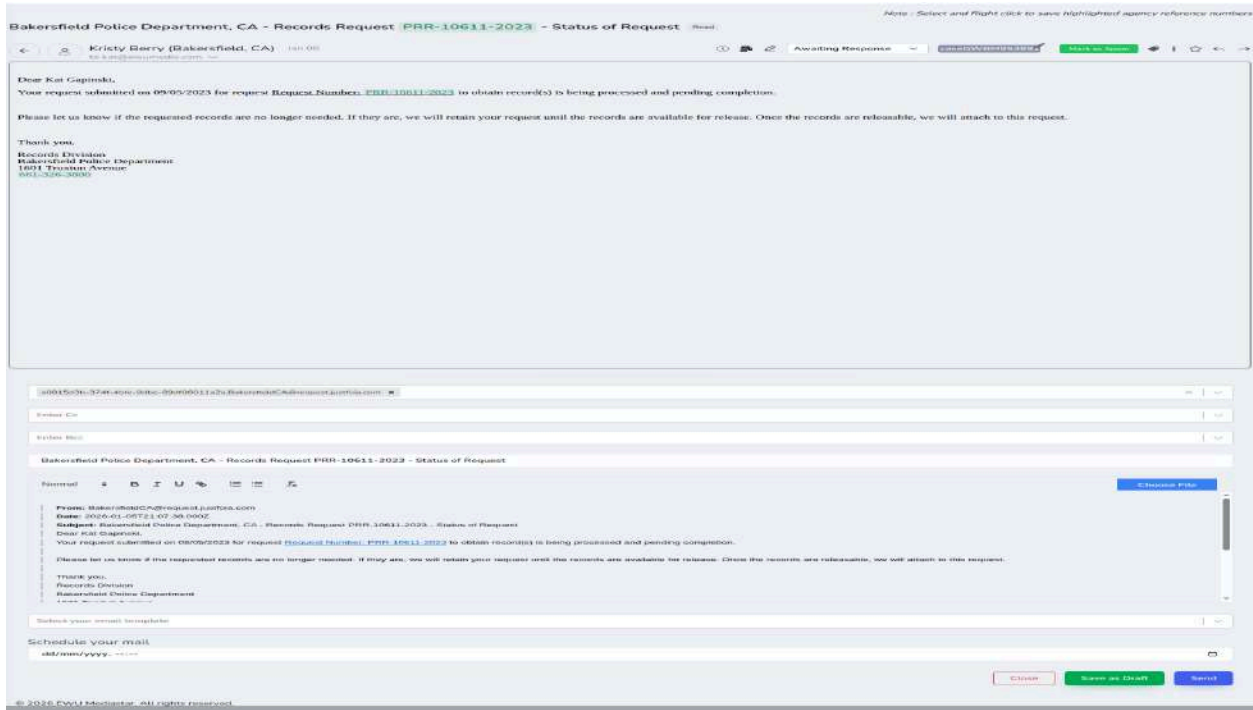 Note : Select and Right click to save highlighted agency reference numbers
Bakersfield Police Department, CA - Records Request PRR-10611-2023 - Status of Request Read
Kristy Berry (Bakersfield, CA)
Awaiting Response
Mark as Spam
Dear Kat Gapinski,
Your request submitted on 09/05/2023 for request Request Number: PRR-10611-2023 to obtain record(s) is being processed and pending completion.
Please let us know if the requested records are no longer needed. If they are, we will retain your request until the records are available for release. Once the records are releasable, we will attach to this request.
Thank you,
Records Division
Bakersfield Police Department
1601 Truxtun Avenue
661-326-3800
Enter Cc
Enter Bcc
Bakersfield Police Department, CA - Records Request PRR-10611-2023 - Status of Request
Normal B I U
Choose File
From: BakersfieldCA@request.justfoia.com
Date: 2026-01-05T21:07:38.000Z
Subject: Bakersfield Police Department, CA - Records Request PRR-10611-2023 - Status of Request
Dear Kat Gapinski,
Your request submitted on 09/05/2023 for request Request Number: PRR-10611-2023 to obtain record(s) is being processed and pending completion.
Please let us know if the requested records are no longer needed. If they are, we will retain your request until the records are available for release. Once the records are releasable, we will attach to this request.
Thank you,
Records Division
Bakersfield Police Department
Select your email template
Schedule your mail
dd/mm/yyyy, --:--
Close
Save as Draft
Send
© 2026 EWU Mediastar. All rights reserved.